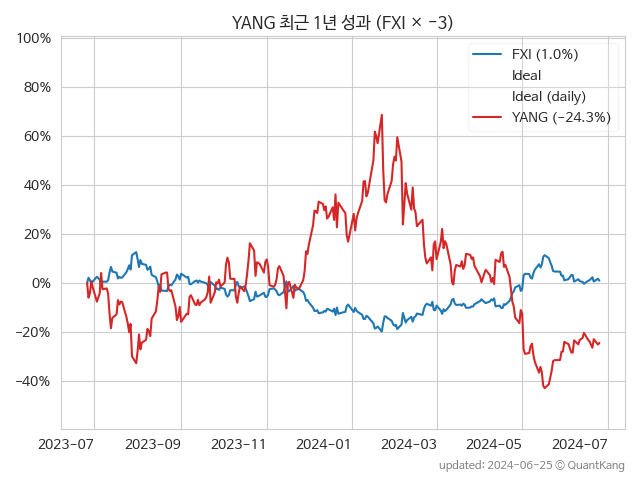 YANG 최근 1년 성과 (FXI × −3)
100%
80%
60%
40%
20%
0%
−20%
−40%
FXI (1.0%)
Ideal
Ideal (daily)
YANG (−24.3%)
2023-07
2023-09
2023-11
2024-01
2024-03
2024-05
2024-07
updated: 2024-06-25 © QuantKang